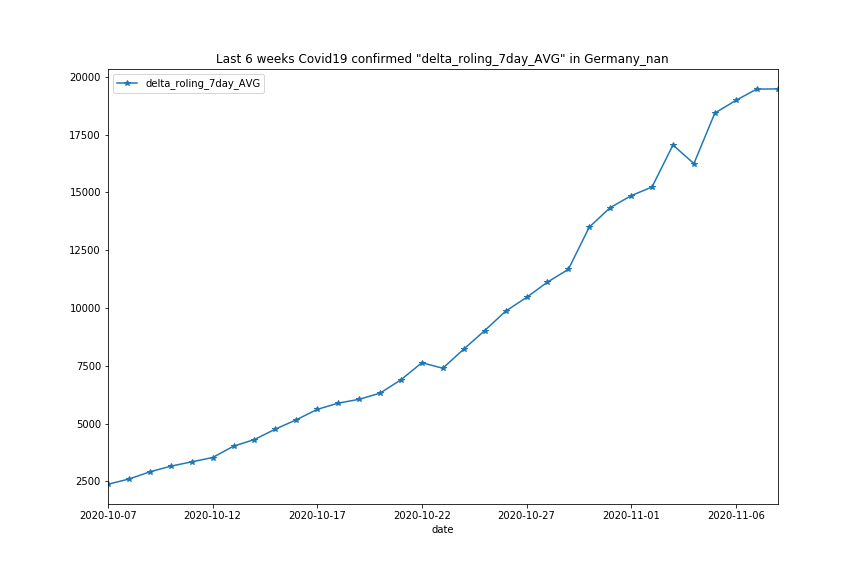 Last 6 weeks Covid19 confirmed "delta_roling_7day_AVG" in Germany_nan
delta_roling_7day_AVG
20000
17500
15000
12500
10000
7500
5000
2500
2020-10-07 2020-10-12 2020-10-17 2020-10-22 2020-10-27 2020-11-01 2020-11-06
date